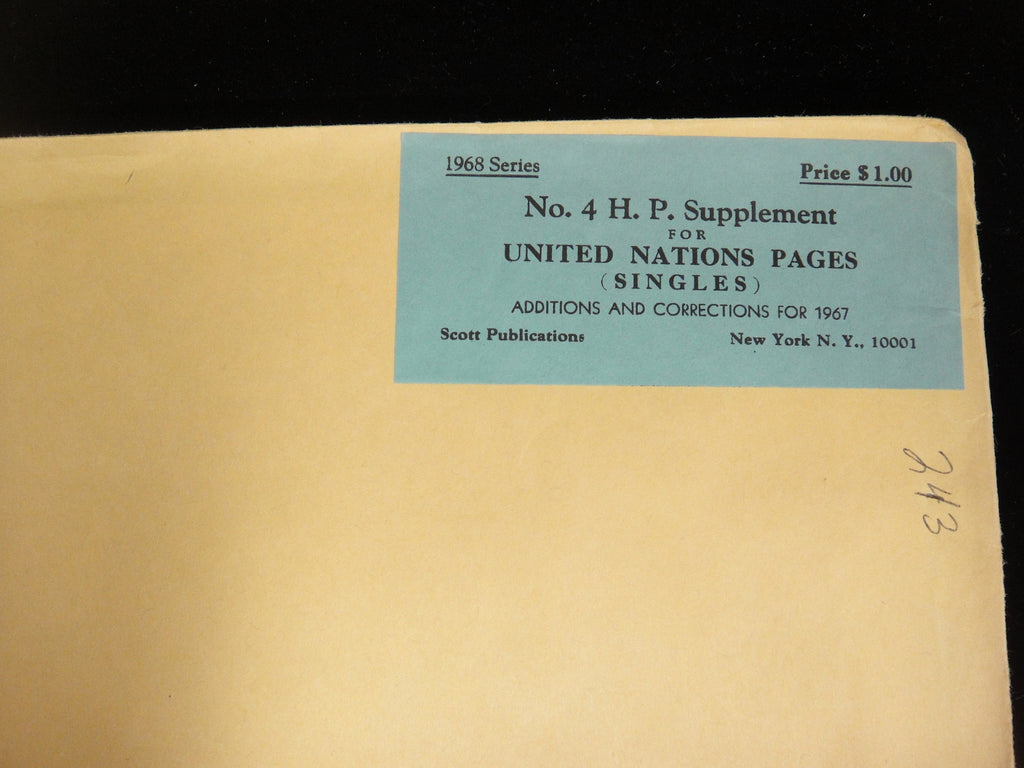 1968 Series Price $1.00
No. 4 H. P. Supplement
FOR
UNITED NATIONS PAGES
(SINGLES)
ADDITIONS AND CORRECTIONS FOR 1967
Scott Publications New York N. Y., 10001
243